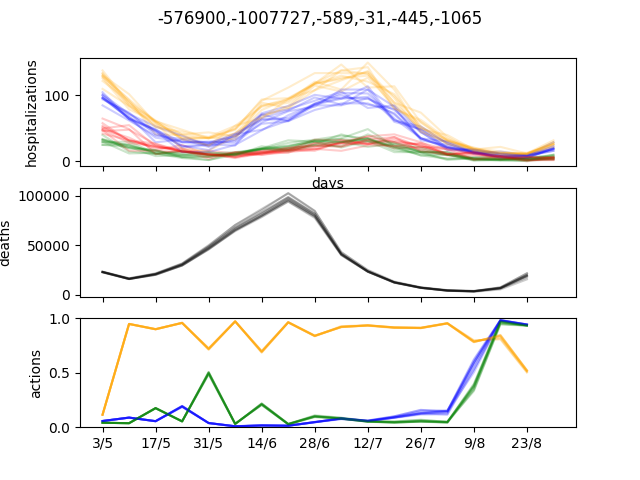 -576900,-1007727,-589,-31,-445,-1065
hospitalizations
100
0
days
deaths
100000
50000
0
actions
1.0
0.5
0.0
3/5 17/5 31/5 14/6 28/6 12/7 26/7 9/8 23/8